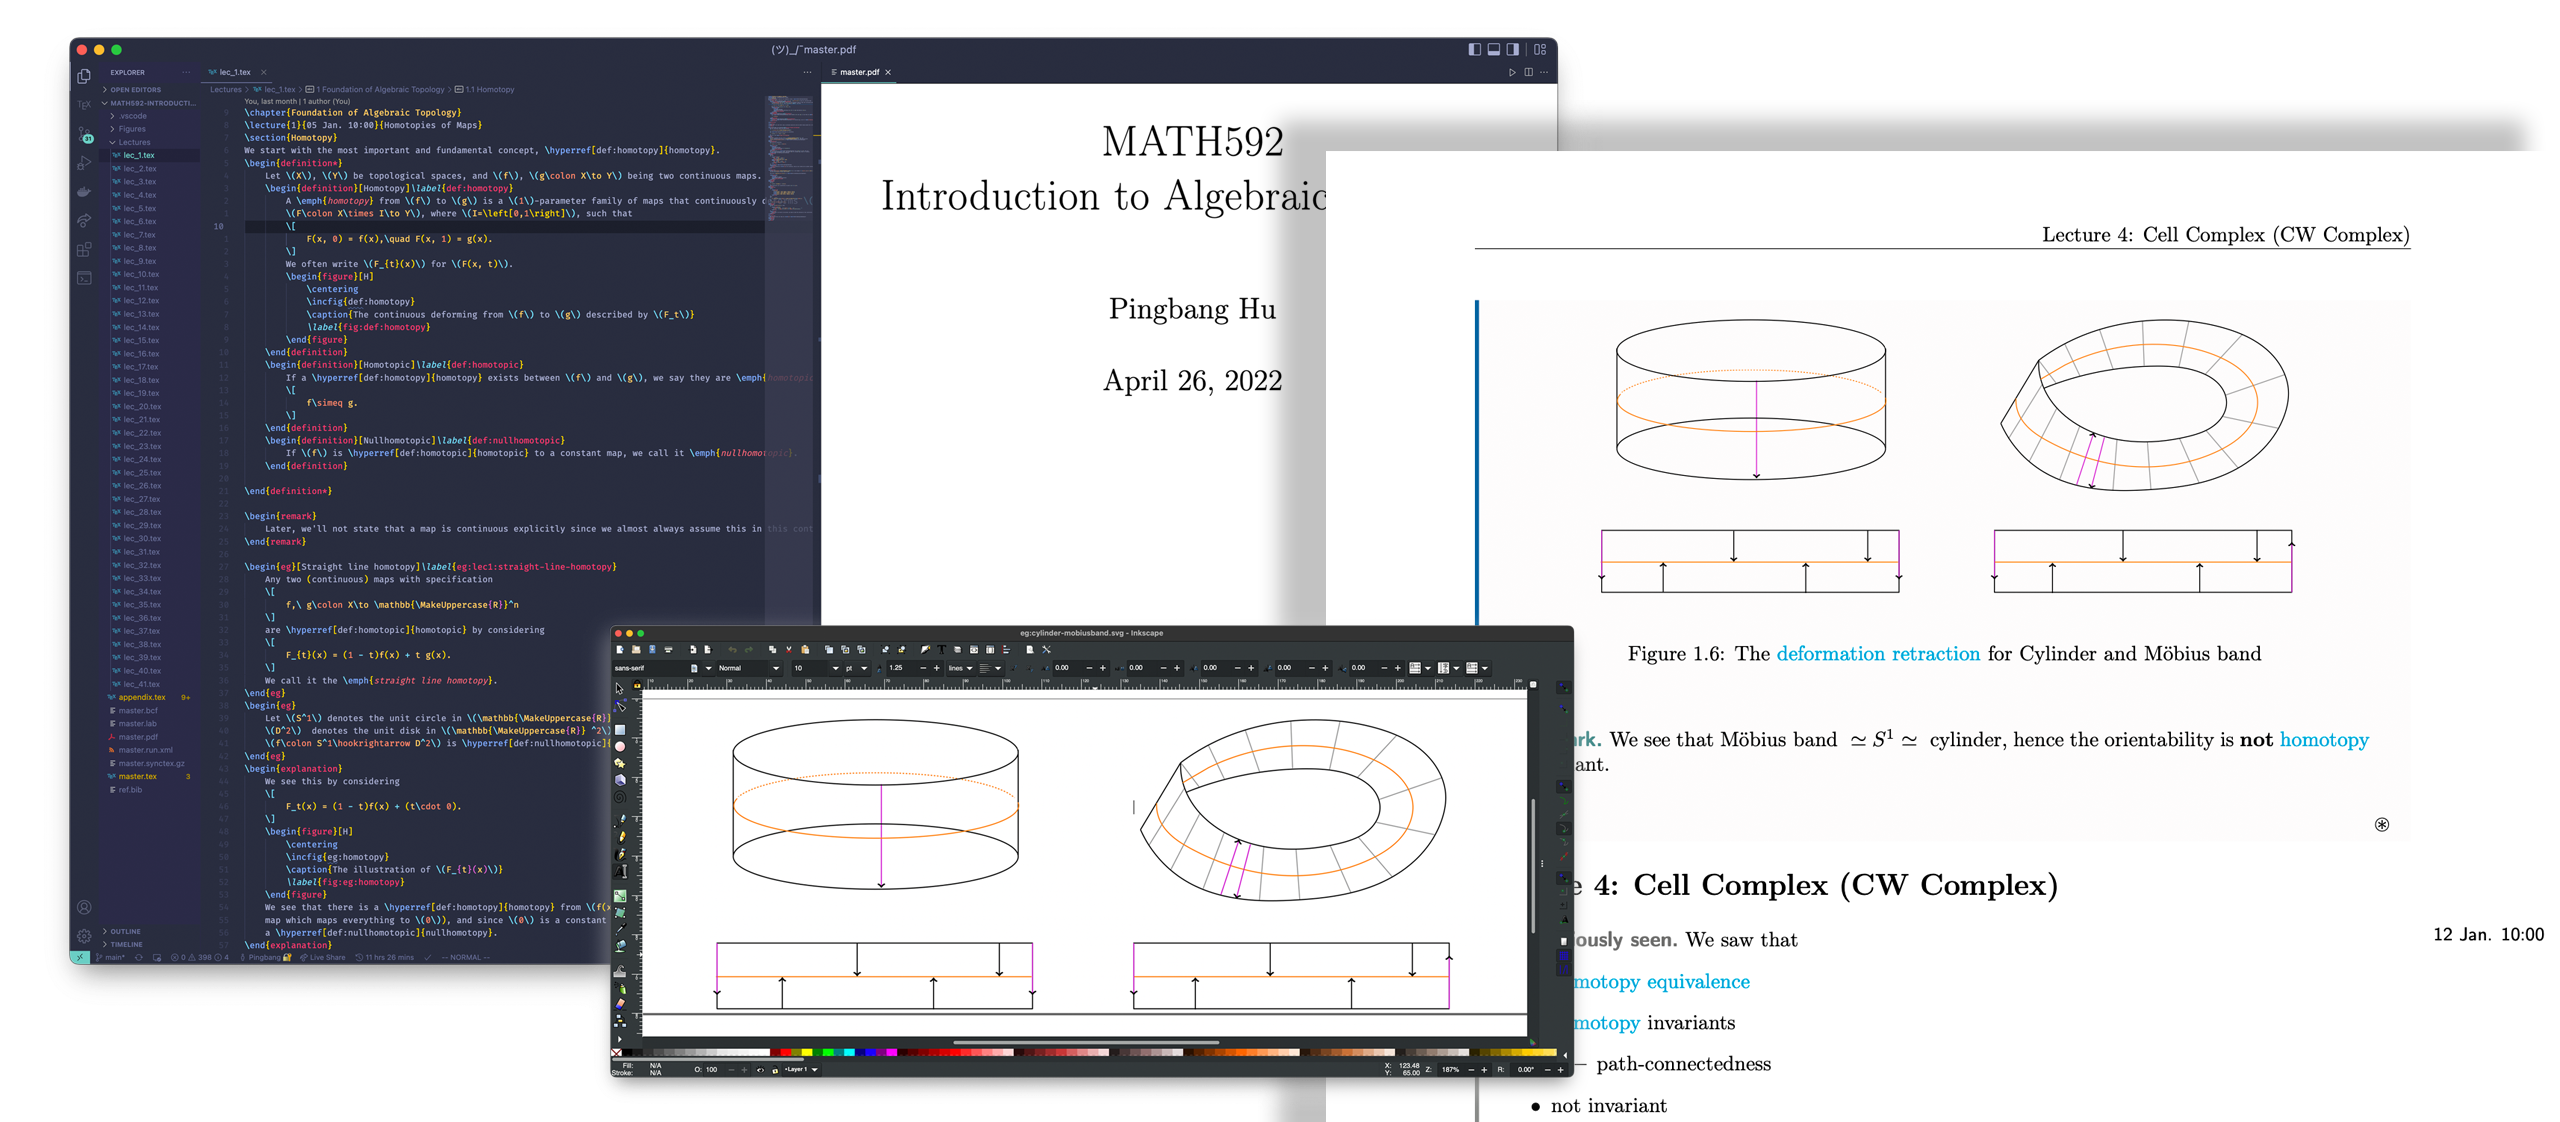 (ツ)_/¯master.pdf
EXPLORER
OPEN EDITORS
MATH592-INTRODUCTI...
.vscode
Figures
Lectures
lec_1.tex
lec_2.tex
lec_3.tex
lec_4.tex
lec_5.tex
lec_6.tex
lec_7.tex
lec_8.tex
lec_9.tex
lec_10.tex
lec_11.tex
lec_12.tex
lec_13.tex
lec_14.tex
lec_15.tex
lec_16.tex
lec_17.tex
lec_18.tex
lec_19.tex
lec_20.tex
lec_21.tex
lec_22.tex
lec_23.tex
lec_24.tex
lec_25.tex
lec_26.tex
lec_27.tex
lec_28.tex
lec_29.tex
lec_30.tex
lec_31.tex
lec_32.tex
lec_33.tex
lec_34.tex
lec_35.tex
lec_36.tex
lec_37.tex
lec_38.tex
lec_39.tex
lec_40.tex
lec_41.tex
appendix.tex 9+
master.bcf
master.lab
master.pdf
master.run.xml
master.synctex.gz
master.tex 3
ref.bib
OUTLINE
TIMELINE
lec_1.tex
Lectures > lec_1.tex > 1 Foundation of Algebraic Topology > 1.1 Homotopy
You, last month | 1 author (You)
\chapter{Foundation of Algebraic Topology}
\lecture{1}{05 Jan. 10:00}{Homotopies of Maps}
\section{Homotopy}
We start with the most important and fundamental concept, \hyperref[def:homotopy]{homotopy}.
\begin{definition*}
Let \(X\), \(Y\) be topological spaces, and \(f\), \(g\colon X\to Y\) being two continuous maps.
\begin{definition}[Homotopy]\label{def:homotopy}
A \emph{homotopy} from \(f\) to \(g\) is a \(1\)-parameter family of maps that continuously
\(F\colon X\times I\to Y\), where \(I=\left[0,1\right]\), such that
\[
F(x, 0) = f(x),\quad F(x, 1) = g(x).
\]
We often write \(F_{t}(x)\) for \(F(x, t)\).
\begin{figure}[H]
\centering
\incfig{def:homotopy}
\caption{The continuous deforming from \(f\) to \(g\) described by \(F_t\)}
\label{fig:def:homotopy}
\end{figure}
\end{definition}
\begin{definition}[Homotopic]\label{def:homotopic}
If a \hyperref[def:homotopy]{homotopy} exists between \(f\) and \(g\), we say they are \emph{homotopic
\[
f\simeq g.
\]
\end{definition}
\begin{definition}[Nullhomotopic]\label{def:nullhomotopic}
If \(f\) is \hyperref[def:homotopic]{homotopic} to a constant map, we call it \emph{nullhomotopic}.
\end{definition}
\end{definition*}
\begin{remark}
Later, we'll not state that a map is continuous explicitly since we almost always assume this in this cont
\end{remark}
\begin{eg}[Straight line homotopy]\label{eg:lec1:straight-line-homotopy}
Any two (continuous) maps with specification
\[
f,\ g\colon X\to \mathbb{\MakeUppercase{R}}^n
\]
are \hyperref[def:homotopic]{homotopic} by considering
\[
F_{t}(x) = (1 - t)f(x) + t g(x).
\]
We call it the \emph{straight line homotopy}.
\end{eg}
\begin{eg}
Let \(S^1\) denotes the unit circle in \(\mathbb{\MakeUppercase{R}}
\(D^2\) denotes the unit disk in \(\mathbb{\MakeUppercase{R}} ^2\)
\(f\colon S^1\hookrightarrow D^2\) is \hyperref[def:nullhomotopic]{
\end{eg}
\begin{explanation}
We see this by considering
\[
F_t(x) = (1 - t)f(x) + (t\cdot 0).
\]
\begin{figure}[H]
\centering
\incfig{eg:homotopy}
\caption{The illustration of \(F_{t}(x)\)}
\label{fig:eg:homotopy}
\end{figure}
We see that there is a \hyperref[def:homotopy]{homotopy} from \(f(x
map which maps everything to \(0\)), and since \(0\) is a constant
a \hyperref[def:nullhomotopic]{nullhomotopy}.
\end{explanation}
main* 0 398 4 Pingbang Live Share 11 hrs 26 mins -- NORMAL --
master.pdf
MATH592
Introduction to Algebraic
Pingbang Hu
April 26, 2022
eg:cylinder-mobiusband.svg - Inkscape
sans-serif Normal 10 pt 1.25 lines 0.00 0.00 0.00 0.00 0.00
Fill: N/A
Stroke: N/A
O: 100 Layer 1
X: 123.48
Y: 65.00
Z: 187% R: 0.00°
Lecture 4: Cell Complex (CW Complex)
Figure 1.6: The deformation retraction for Cylinder and Möbius band
ark. We see that Möbius band ≃ S¹ ≃ cylinder, hence the orientability is not homotopy
ant.
⊛
e 4: Cell Complex (CW Complex)
12 Jan. 10:00
iously seen. We saw that
motopy equivalence
motopy invariants
— path-connectedness
• not invariant